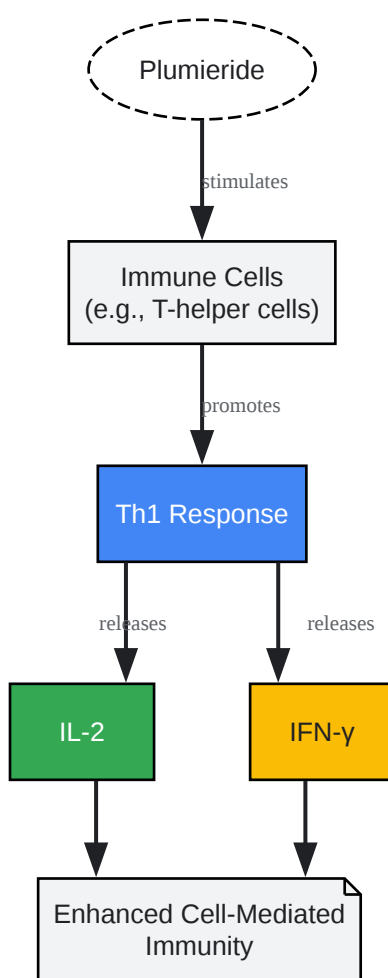 Plumieride
stimulates
Immune Cells
(e.g., T-helper cells)
promotes
Th1 Response
releases
releases
IL-2
IFN-γ
Enhanced Cell-Mediated
Immunity